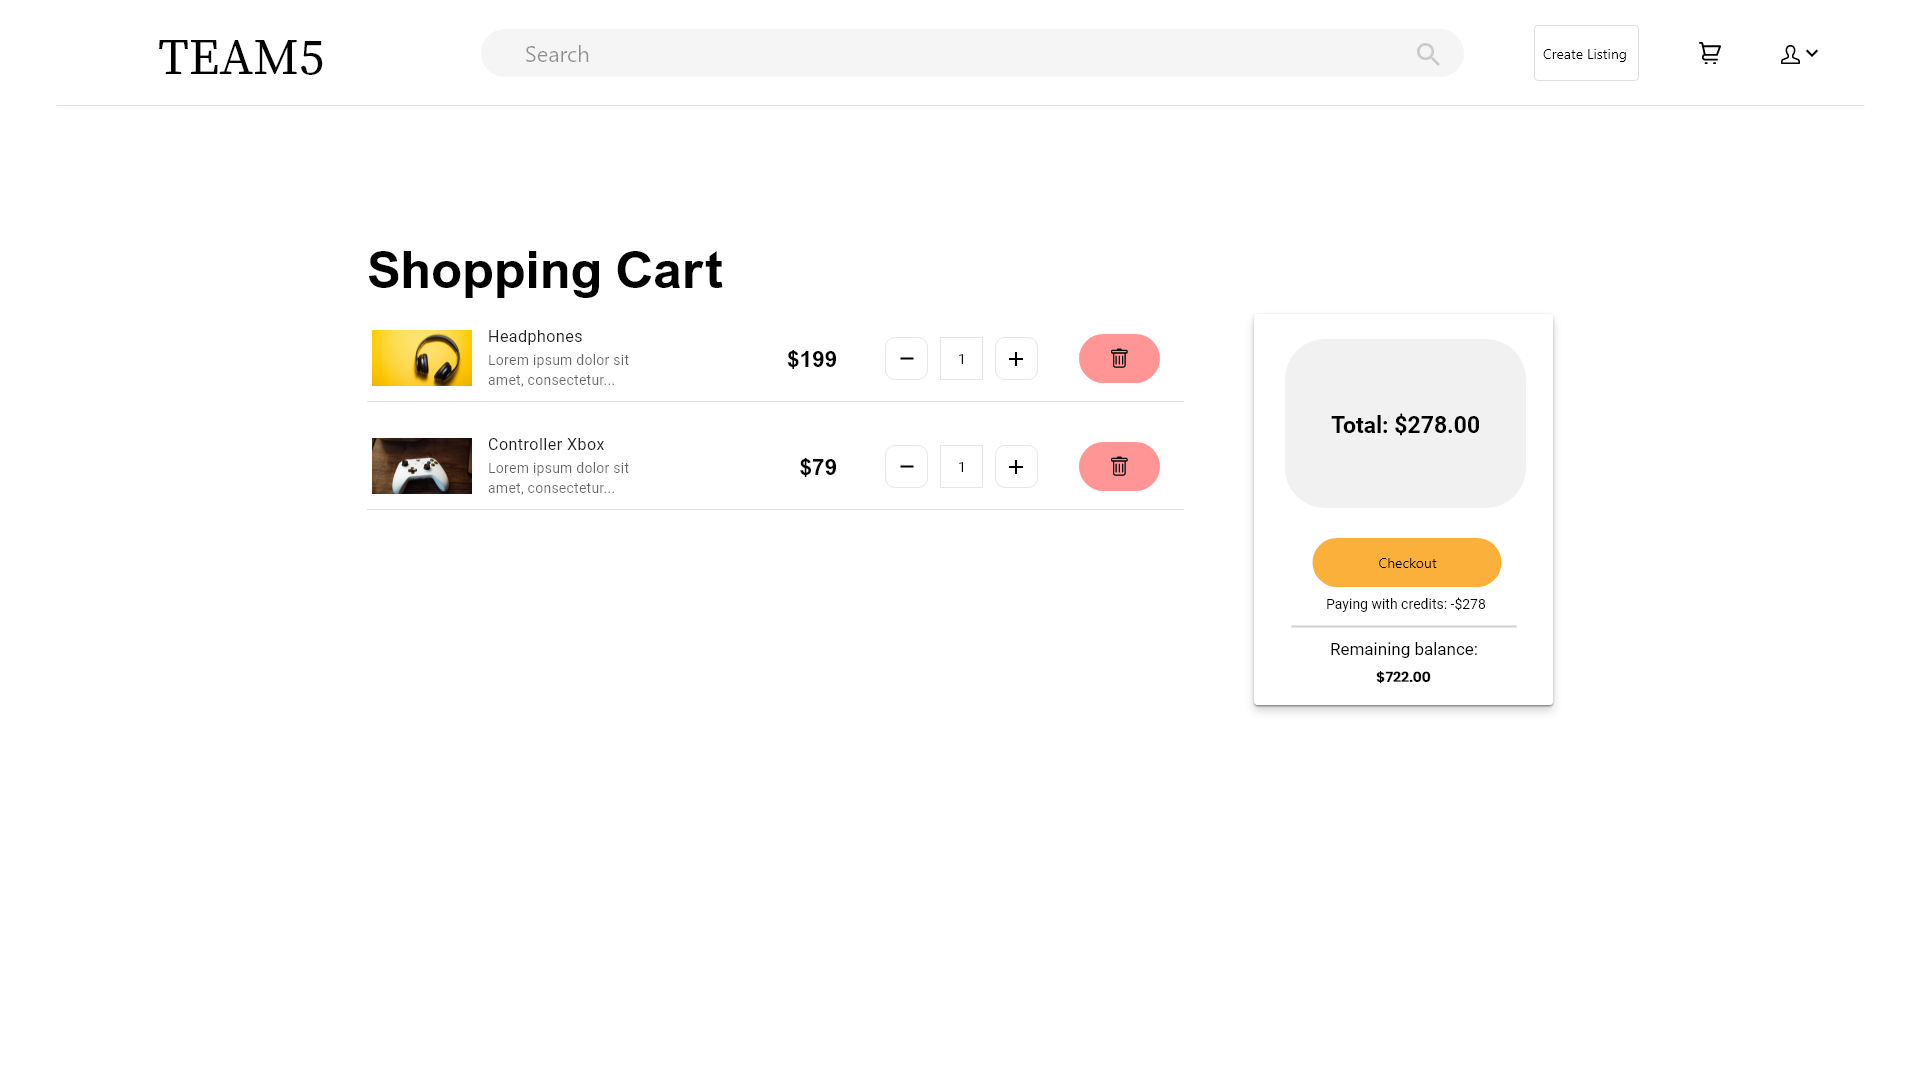 TEAM5
Search
Create Listing
Shopping Cart
Headphones
Lorem ipsum dolor sit
amet, consectetur...
$199
1
Controller Xbox
Lorem ipsum dolor sit
amet, consectetur...
$79
1
Total: $278.00
Checkout
Paying with credits: -$278
Remaining balance:
$722.00